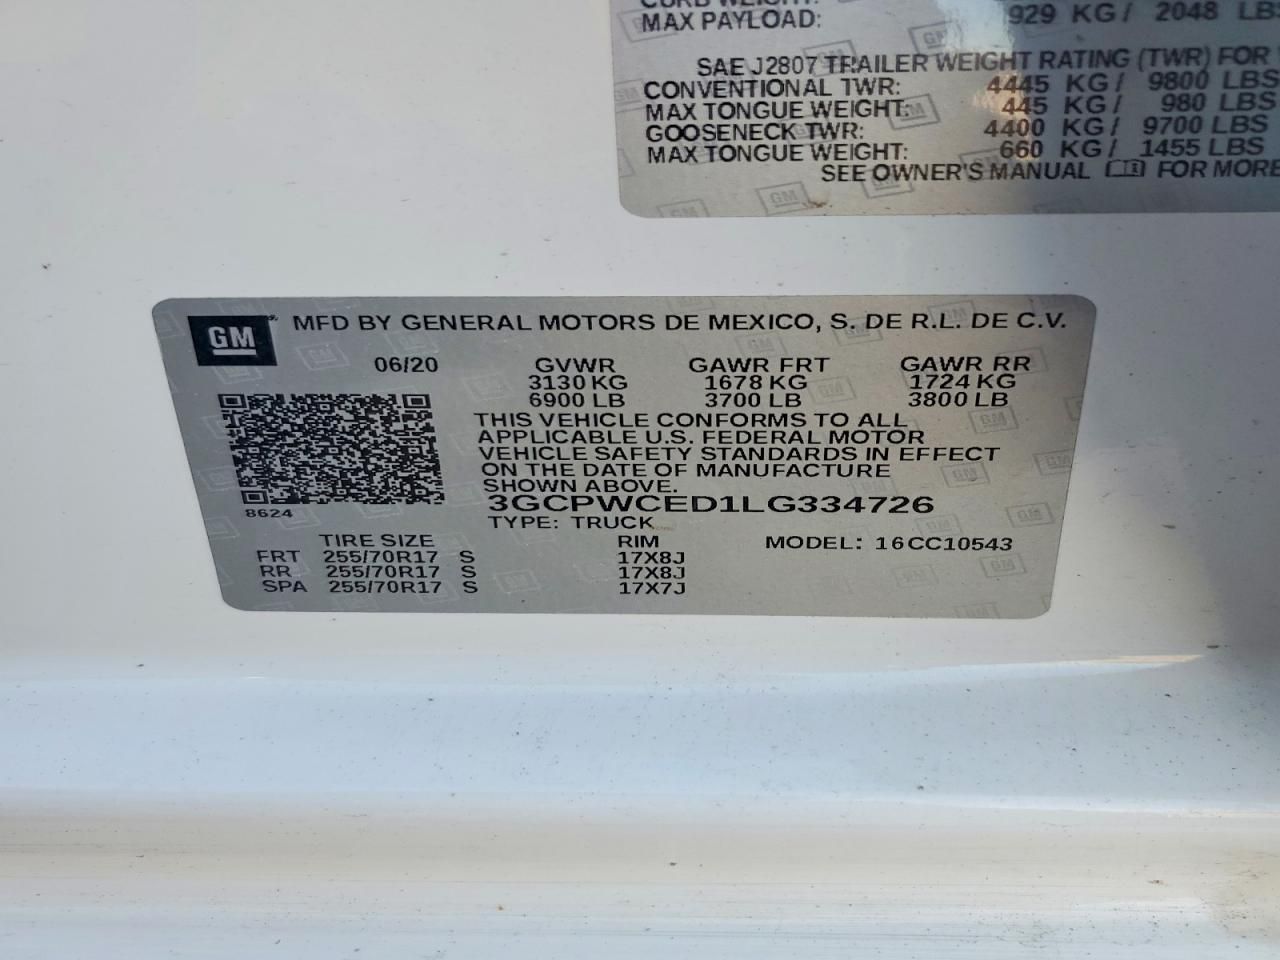 CURB WEIGHT:
MAX PAYLOAD: 929 KG / 2048 LBS
SAE J2807 TRAILER WEIGHT RATING (TWR) FOR
CONVENTIONAL TWR: 4445 KG / 9800 LBS
MAX TONGUE WEIGHT: 445 KG / 980 LBS
GOOSENECK TWR: 4400 KG / 9700 LBS
MAX TONGUE WEIGHT: 660 KG / 1455 LBS
SEE OWNER'S MANUAL FOR MORE
GM MFD BY GENERAL MOTORS DE MEXICO, S. DE R.L. DE C.V.
06/20 GVWR GAWR FRT GAWR RR
3130 KG 1678 KG 1724 KG
6900 LB 3700 LB 3800 LB
THIS VEHICLE CONFORMS TO ALL
APPLICABLE U.S. FEDERAL MOTOR
VEHICLE SAFETY STANDARDS IN EFFECT
ON THE DATE OF MANUFACTURE
SHOWN ABOVE.
3GCPWCED1LG334726
8624
TYPE: TRUCK
TIRE SIZE RIM MODEL: 16CC10543
FRT 255/70R17 S 17X8J
RR 255/70R17 S 17X8J
SPA 255/70R17 S 17X7J